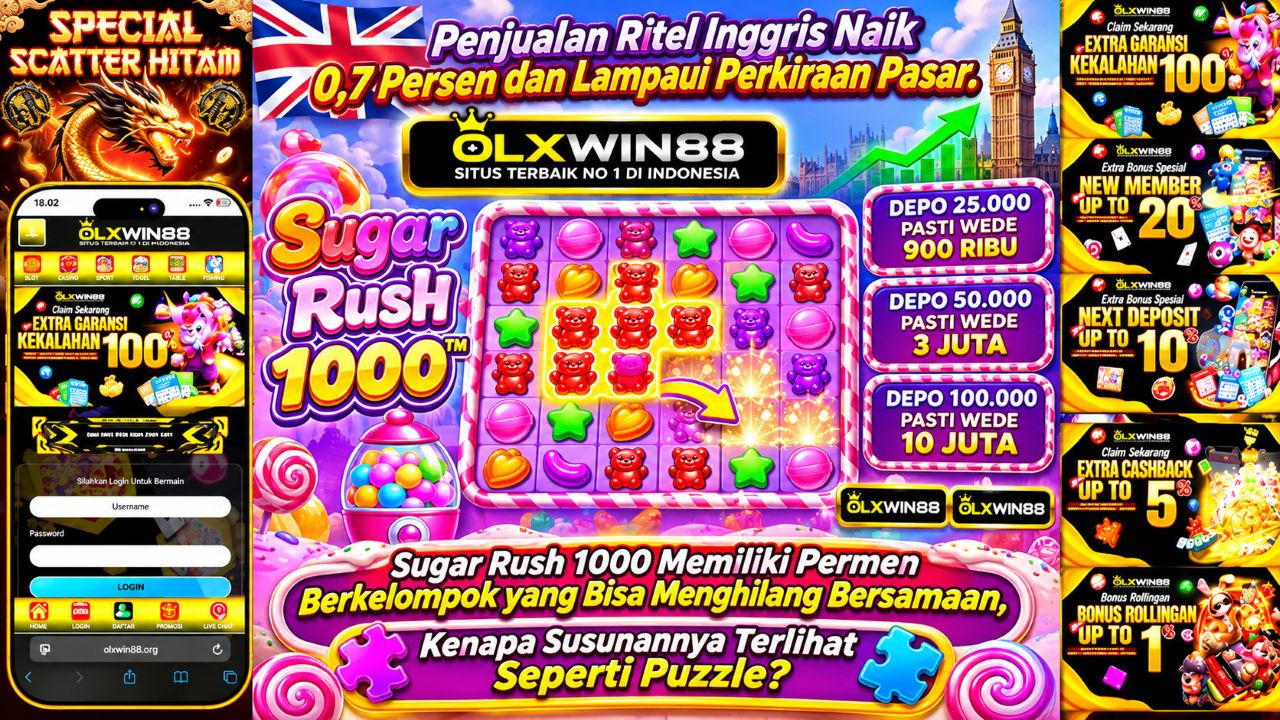 SPECIAL
SCATTER HITAM
18.02
OLXWIN88
SITUS TERBAIK NO 1 DI INDONESIA
SLOT
CASINO
SPORT
TOGEL
TABLE
FISHING
OLXWIN88
Claim Sekarang
EXTRA GARANSI
KEKALAHAN 100%
Silahkan Login Untuk Bermain
Username
Password
LOGIN
HOME
LOGIN
DAFTAR
PROMOSI
LIVE CHAT
olxwin88.org
Penjualan Ritel Inggris Naik
0,7 Persen dan Lampaui Perkiraan Pasar.
OLXWIN88
SITUS TERBAIK NO 1 DI INDONESIA
Sugar
Rush
1000™
DEPO 25.000
PASTI WEDE
900 RIBU
DEPO 50.000
PASTI WEDE
3 JUTA
DEPO 100.000
PASTI WEDE
10 JUTA
OLXWIN88
OLXWIN88
Sugar Rush 1000 Memiliki Permen
Berkelompok yang Bisa Menghilang Bersamaan,
Kenapa Susunannya Terlihat
Seperti Puzzle?
OLXWIN88
Claim Sekarang
EXTRA GARANSI
KEKALAHAN 100%
OLXWIN88
Extra Bonus Spesial
NEW MEMBER
UP TO 20%
OLXWIN88
Extra Bonus Spesial
NEXT DEPOSIT
UP TO 10%
OLXWIN88
Claim Sekarang
EXTRA CASHBACK
UP TO 5%
OLXWIN88
Bonus Rollingan
BONUS ROLLINGAN
UP TO 1%